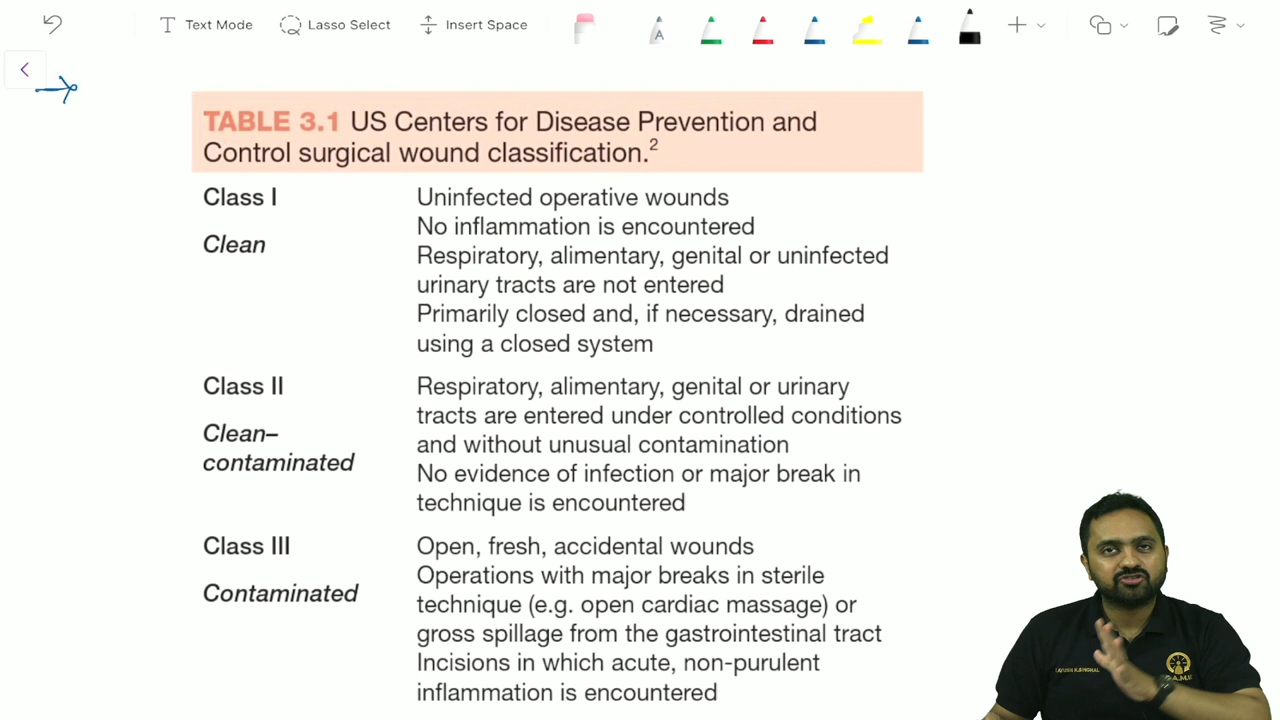 Text Mode Lasso Select Insert Space
A
TABLE 3.1 US Centers for Disease Prevention and
Control surgical wound classification.2
Class I Uninfected operative wounds
No inflammation is encountered
Clean Respiratory, alimentary, genital or uninfected
urinary tracts are not entered
Primarily closed and, if necessary, drained
using a closed system
Class II Respiratory, alimentary, genital or urinary
tracts are entered under controlled conditions
Clean–
contaminated and without unusual contamination
No evidence of infection or major break in
technique is encountered
Class III Open, fresh, accidental wounds
Operations with major breaks in sterile
Contaminated technique (e.g. open cardiac massage) or
gross spillage from the gastrointestinal tract
Incisions in which acute, non-purulent
inflammation is encountered